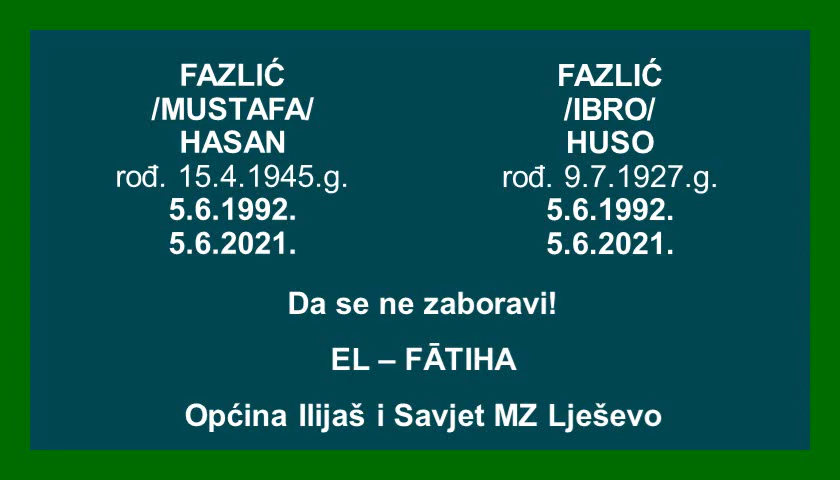 FAZLIĆ
/MUSTAFA/
HASAN
rođ. 15.4.1945.g.
5.6.1992.
5.6.2021.
FAZLIĆ
/IBRO/
HUSO
rođ. 9.7.1927.g.
5.6.1992.
5.6.2021.
Da se ne zaboravi!
EL – FĀTIHA
Općina Ilijaš i Savjet MZ Lješevo